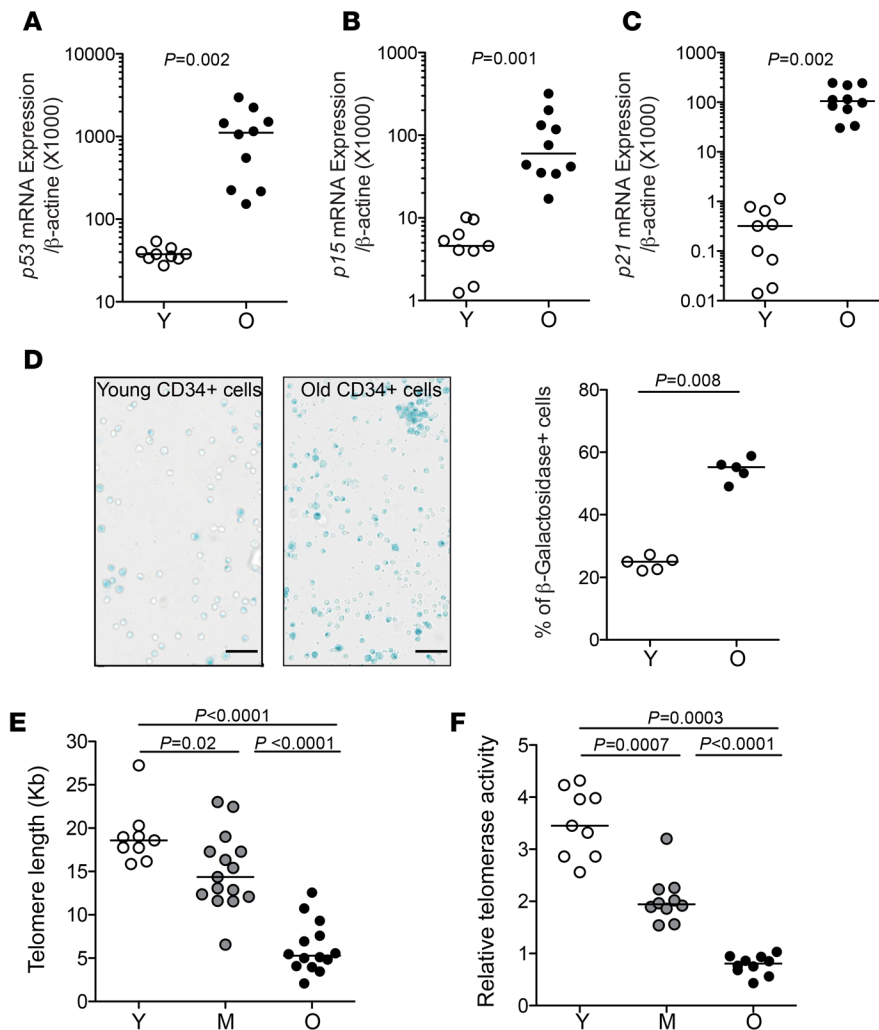 A
p53 mRNA Expression
/β-actine (X1000)
10000
1000
100
10
P=0.002
Y O
B
p15 mRNA Expression
/β-actine (X1000)
1000
100
10
1
P=0.001
Y O
C
p21 mRNA Expression
/β-actine (X1000)
1000
100
10
1
0.1
0.01
P=0.002
Y O
D
Young CD34+ cells
Old CD34+ cells
% of β-Galactosidase+ cells
80
60
40
20
0
P=0.008
Y O
E
Telomere length (Kb)
30
25
20
15
10
5
0
P<0.0001
P=0.02 P <0.0001
Y M O
F
Relative telomerase activity
5
4
3
2
1
0
P=0.0003
P=0.0007 P<0.0001
Y M O